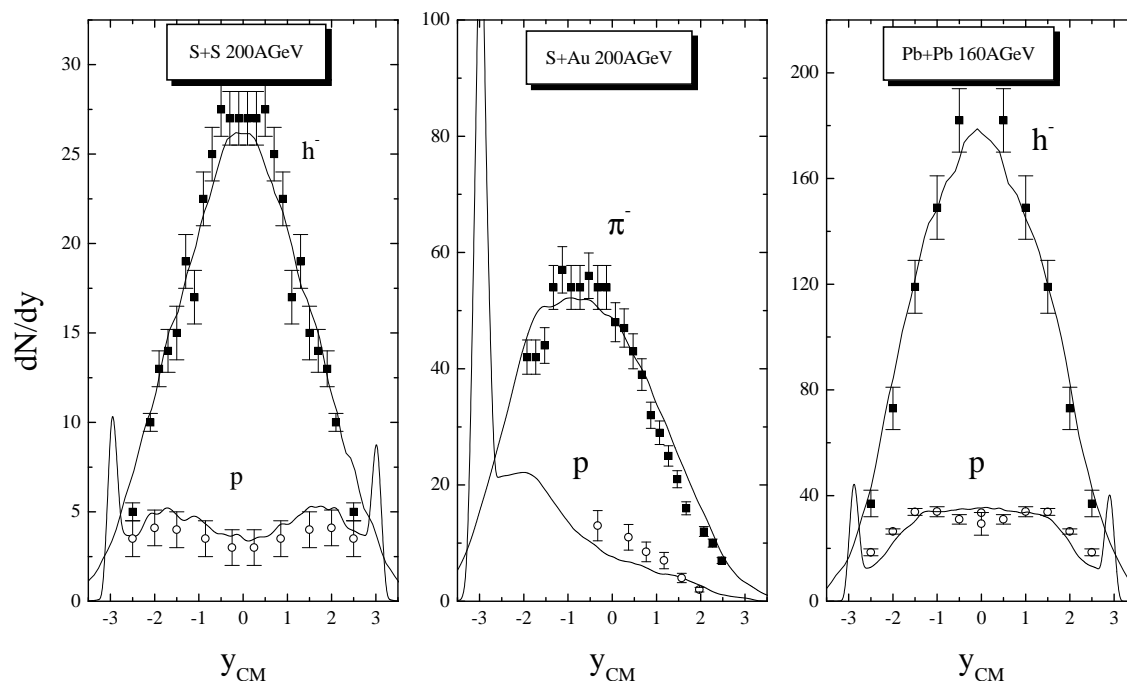 S+S 200AGeV
S+Au 200AGeV
Pb+Pb 160AGeV
dN/dy
30
25
20
15
10
5
0
h⁻
p
-3 -2 -1 0 1 2 3
y_CM
100
80
60
40
20
0
π⁻
p
-3 -2 -1 0 1 2 3
y_CM
200
160
120
80
40
0
h⁻
p
-3 -2 -1 0 1 2 3
y_CM